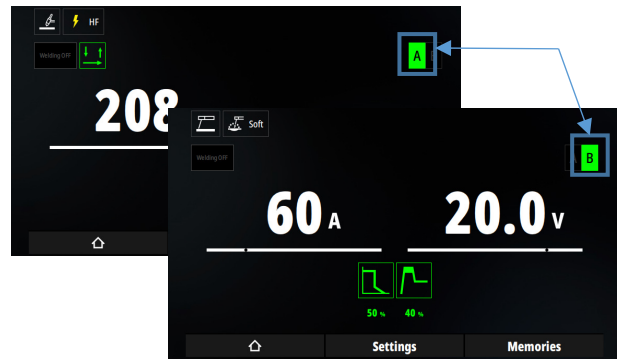 HF
Welding OFF
A B
208
Soft
Welding OFF
A B
60 A
20.0 V
50 %
40 %
Settings
Memories